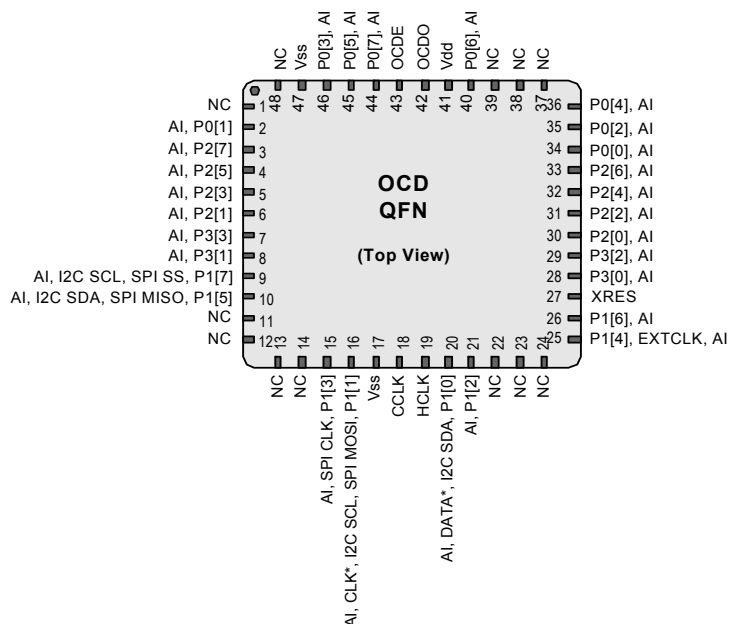 NC
Vss
P0[3], AI
P0[5], AI
P0[7], AI
OCDE
OCDO
Vdd
P0[6], AI
NC
NC
NC
48
47
46
45
44
43
42
41
40
39
38
37
NC 1
AI, P0[1] 2
AI, P2[7] 3
AI, P2[5] 4
AI, P2[3] 5
AI, P2[1] 6
AI, P3[3] 7
AI, P3[1] 8
AI, I2C SCL, SPI SS, P1[7] 9
AI, I2C SDA, SPI MISO, P1[5] 10
NC 11
NC 12
OCD
QFN
(Top View)
36 P0[4], AI
35 P0[2], AI
34 P0[0], AI
33 P2[6], AI
32 P2[4], AI
31 P2[2], AI
30 P2[0], AI
29 P3[2], AI
28 P3[0], AI
27 XRES
26 P1[6], AI
25 P1[4], EXTCLK, AI
13
14
15
16
17
18
19
20
21
22
23
24
NC
NC
AI, SPI CLK, P1[3]
AI, CLK*, I2C SCL, SPI MOSI, P1[1]
Vss
CCLK
HCLK
AI, DATA*, I2C SDA, P1[0]
AI, P1[2]
NC
NC
NC